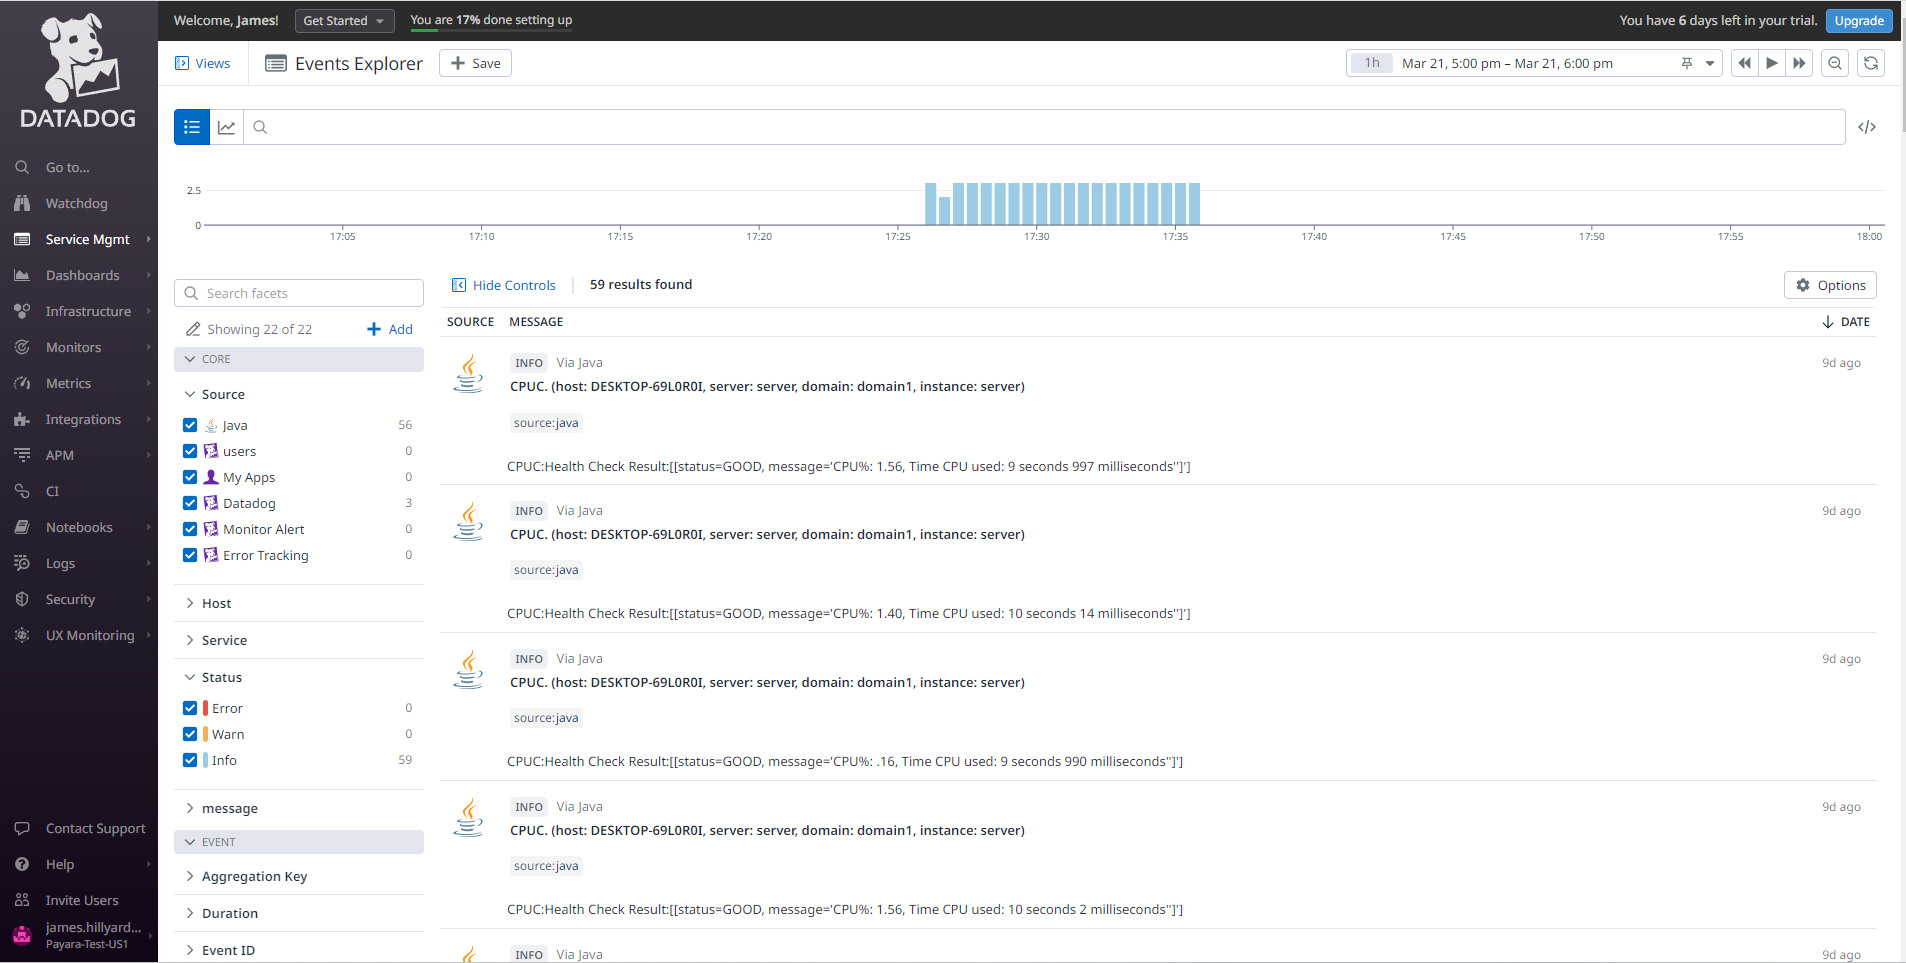 DATADOG
Go to...
Watchdog
Service Mgmt
Dashboards
Infrastructure
Monitors
Metrics
Integrations
APM
CI
Notebooks
Logs
Security
UX Monitoring
Contact Support
Help
Invite Users
james.hillyard...
Payara-Test-US1
Welcome, James!
Get Started
You are 17% done setting up
You have 6 days left in your trial.
Upgrade
Views
Events Explorer
Save
1h
Mar 21, 5:00 pm – Mar 21, 6:00 pm
2.5
0
17:05 17:10 17:15 17:20 17:25 17:30 17:35 17:40 17:45 17:50 17:55 18:00
Search facets
Showing 22 of 22
Add
CORE
Source
Java 56
users 0
My Apps 0
Datadog 3
Monitor Alert 0
Error Tracking 0
Host
Service
Status
Error 0
Warn 0
Info 59
message
EVENT
Aggregation Key
Duration
Event ID
Hide Controls
59 results found
Options
SOURCE MESSAGE DATE
INFO Via Java 9d ago
CPUC. (host: DESKTOP-69L0R0I, server: server, domain: domain1, instance: server)
source:java
CPUC:Health Check Result:[[status=GOOD, message='CPU%: 1.56, Time CPU used: 9 seconds 997 milliseconds'']']
INFO Via Java 9d ago
CPUC. (host: DESKTOP-69L0R0I, server: server, domain: domain1, instance: server)
source:java
CPUC:Health Check Result:[[status=GOOD, message='CPU%: 1.40, Time CPU used: 10 seconds 14 milliseconds'']']
INFO Via Java 9d ago
CPUC. (host: DESKTOP-69L0R0I, server: server, domain: domain1, instance: server)
source:java
CPUC:Health Check Result:[[status=GOOD, message='CPU%: .16, Time CPU used: 9 seconds 990 milliseconds'']']
INFO Via Java 9d ago
CPUC. (host: DESKTOP-69L0R0I, server: server, domain: domain1, instance: server)
source:java
CPUC:Health Check Result:[[status=GOOD, message='CPU%: 1.56, Time CPU used: 10 seconds 2 milliseconds'']']
INFO Via Java 9d ago